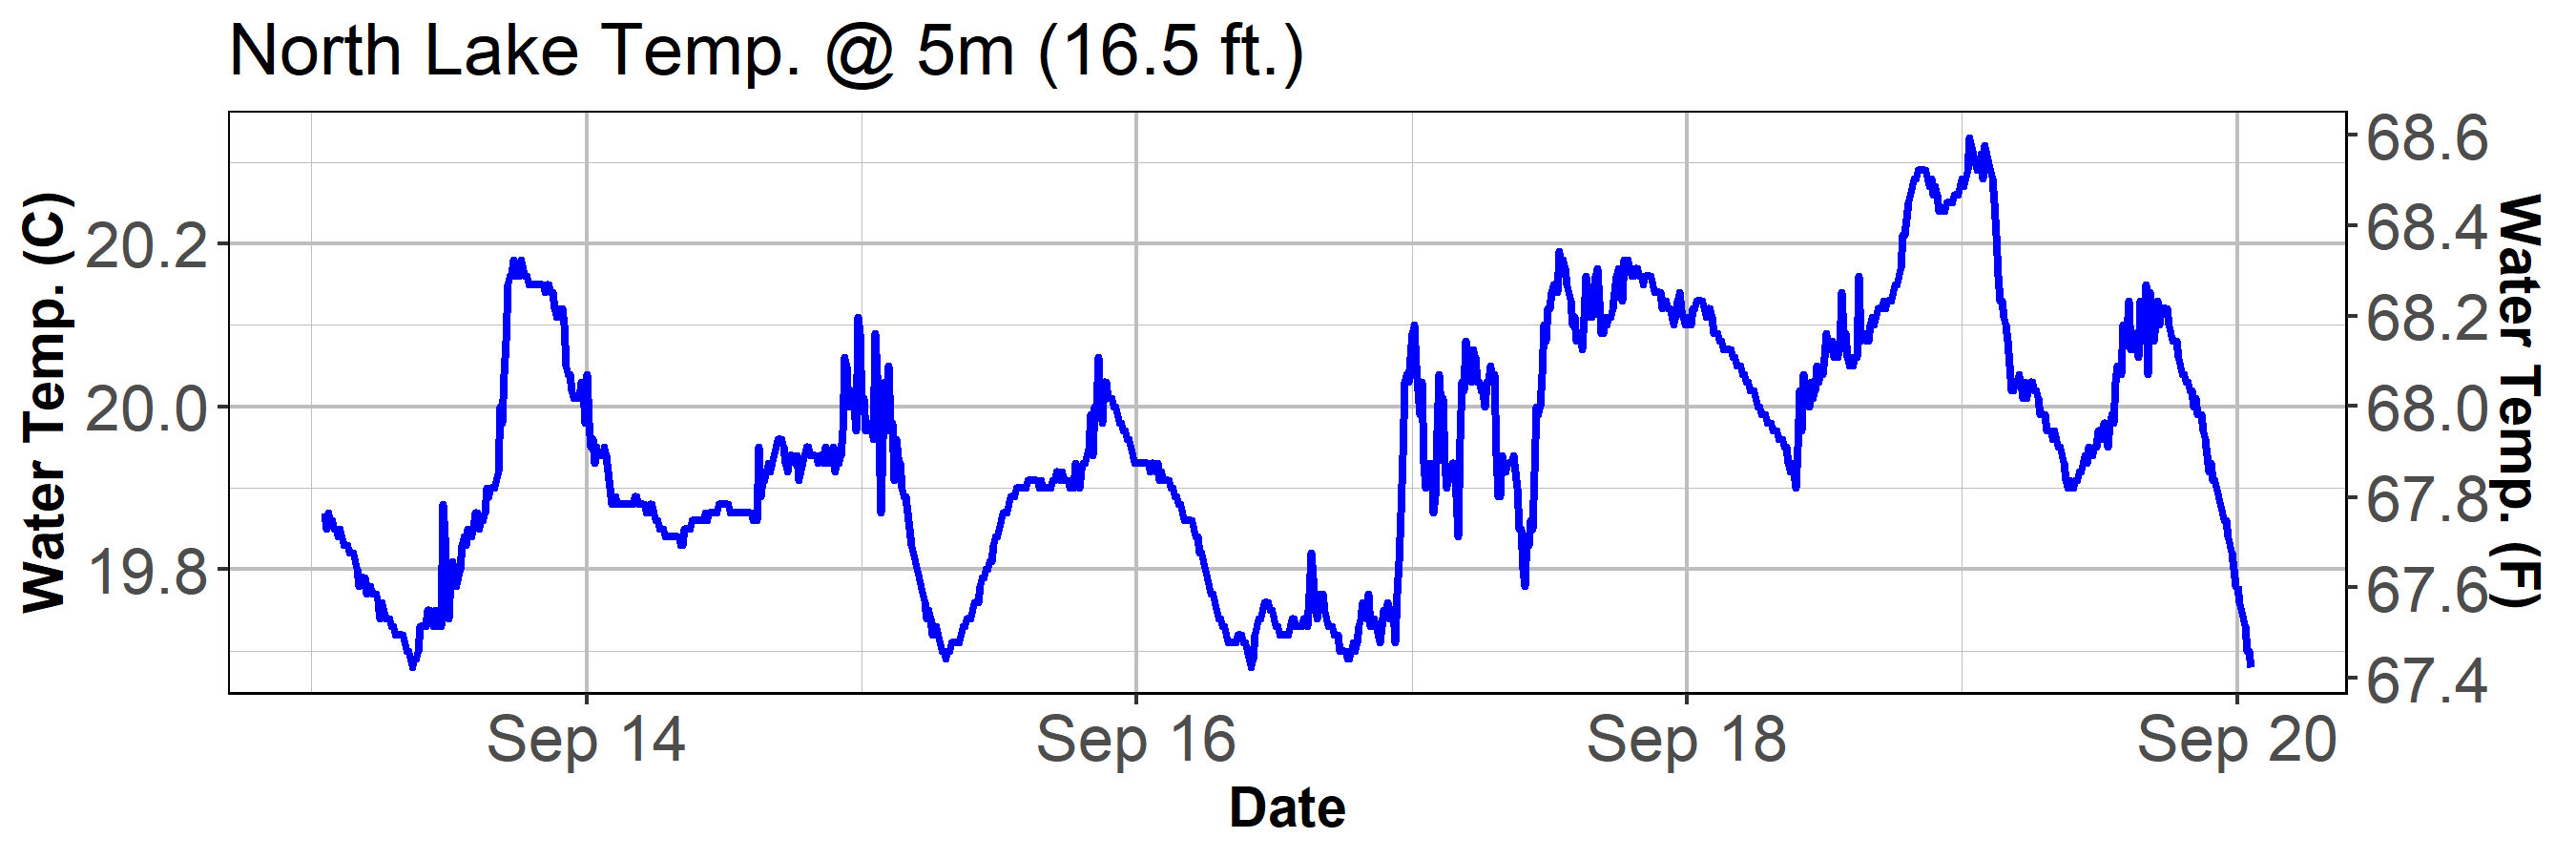 North Lake Temp. @ 5m (16.5 ft.)
Water Temp. (C)
20.2
20.0
19.8
68.6
68.4
68.2
68.0
67.8
67.6
67.4
Water Temp. (F)
Sep 14 Sep 16 Sep 18 Sep 20
Date